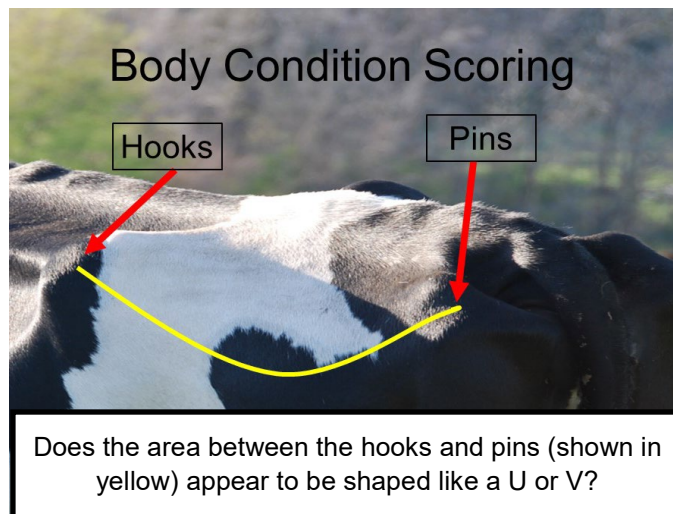 Body Condition Scoring
Hooks
Pins
Does the area between the hooks and pins (shown in
yellow) appear to be shaped like a U or V?